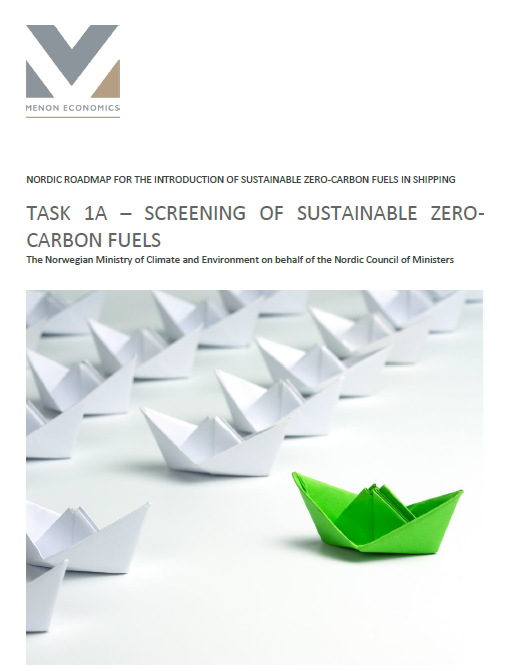 MENON ECONOMICS
NORDIC ROADMAP FOR THE INTRODUCTION OF SUSTAINABLE ZERO-CARBON FUELS IN SHIPPING
TASK 1A – SCREENING OF SUSTAINABLE ZERO-
CARBON FUELS
The Norwegian Ministry of Climate and Environment on behalf of the Nordic Council of Ministers